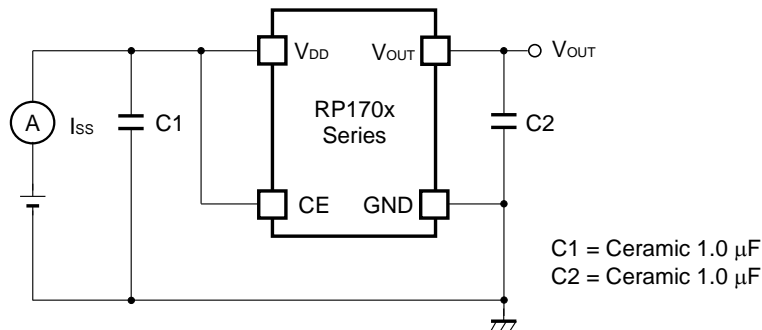 VDD
VOUT
VOUT
A
ISS
C1
RP170x
Series
C2
CE
GND
C1 = Ceramic 1.0 μF
C2 = Ceramic 1.0 μF